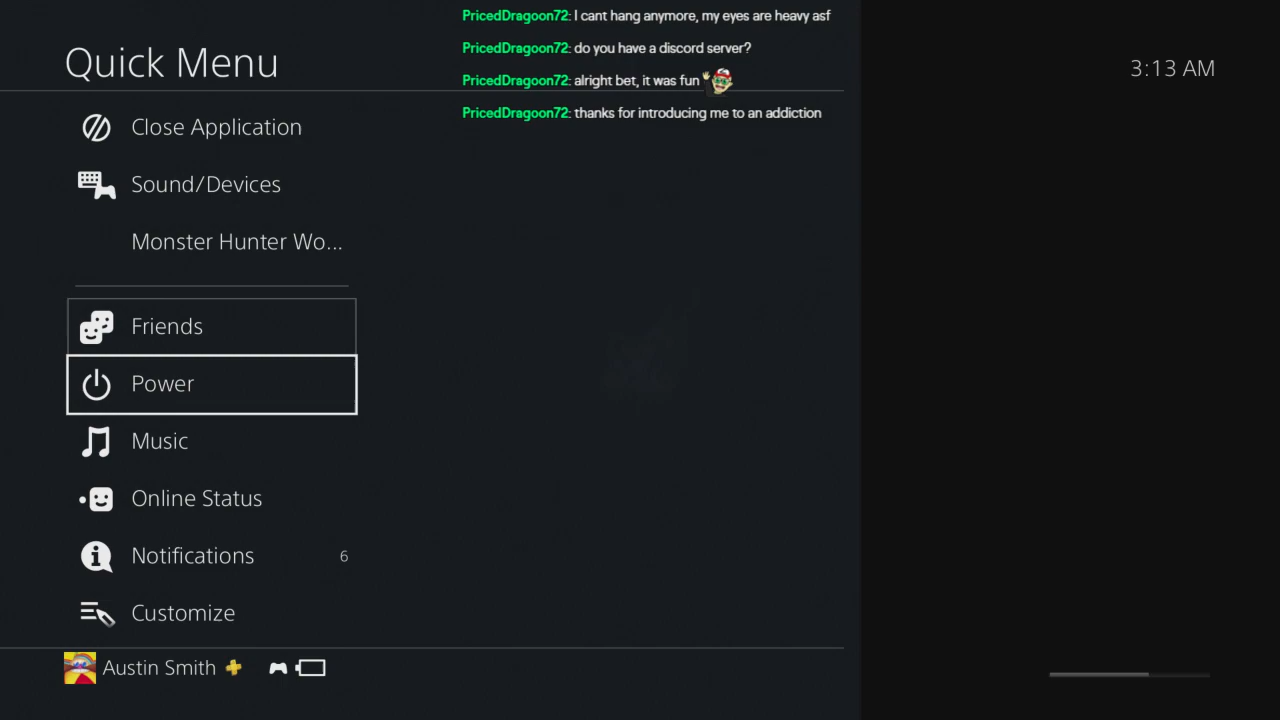 PricedDragoon72: I cant hang anymore, my eyes are heavy asf
PricedDragoon72: do you have a discord server?
PricedDragoon72: alright bet, it was fun
PricedDragoon72: thanks for introducing me to an addiction
Quick Menu
3:13 AM
Close Application
Sound/Devices
Monster Hunter Wo...
Friends
Power
Music
Online Status
Notifications 6
Customize
Austin Smith